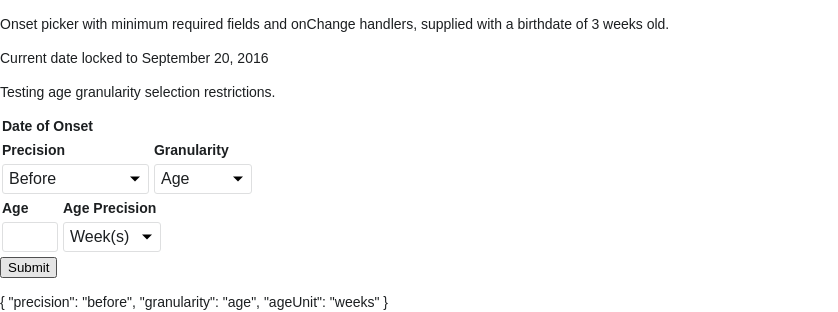 Onset picker with minimum required fields and onChange handlers, supplied with a birthdate of 3 weeks old.
Current date locked to September 20, 2016
Testing age granularity selection restrictions.
Date of Onset
Precision Granularity
Before Age
Age Age Precision
Week(s)
Submit
{ "precision": "before", "granularity": "age", "ageUnit": "weeks" }